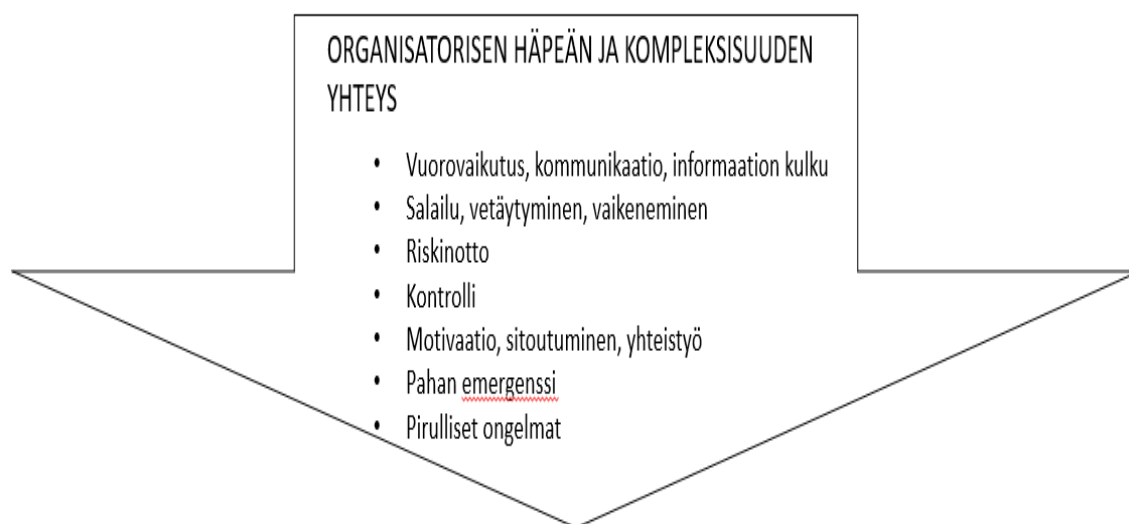 ORGANISATORISEN HÄPEÄN JA KOMPLEKSISUUDEN
YHTEYS
• Vuorovaikutus, kommunikaatio, informaation kulku
• Salailu, vetäytyminen, vaikeneminen
• Riskinotto
• Kontrolli
• Motivaatio, sitoutuminen, yhteistyö
• Pahan emergenssi
• Pirulliset ongelmat